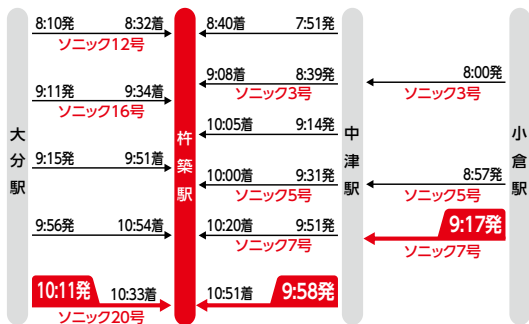 大分駅
杵築駅
中津駅
小倉駅
8:10発 8:32着
ソニック12号
8:40着 7:51発
9:08着 8:39発
ソニック3号
8:00発
ソニック3号
9:11発 9:34着
ソニック16号
10:05着 9:14発
9:15発 9:51着
10:00着 9:31発
ソニック5号
8:57発
ソニック5号
9:56発 10:54着
10:20着 9:51発
ソニック7号
9:17発
ソニック7号
10:11発 10:33着
ソニック20号
10:51着 9:58発